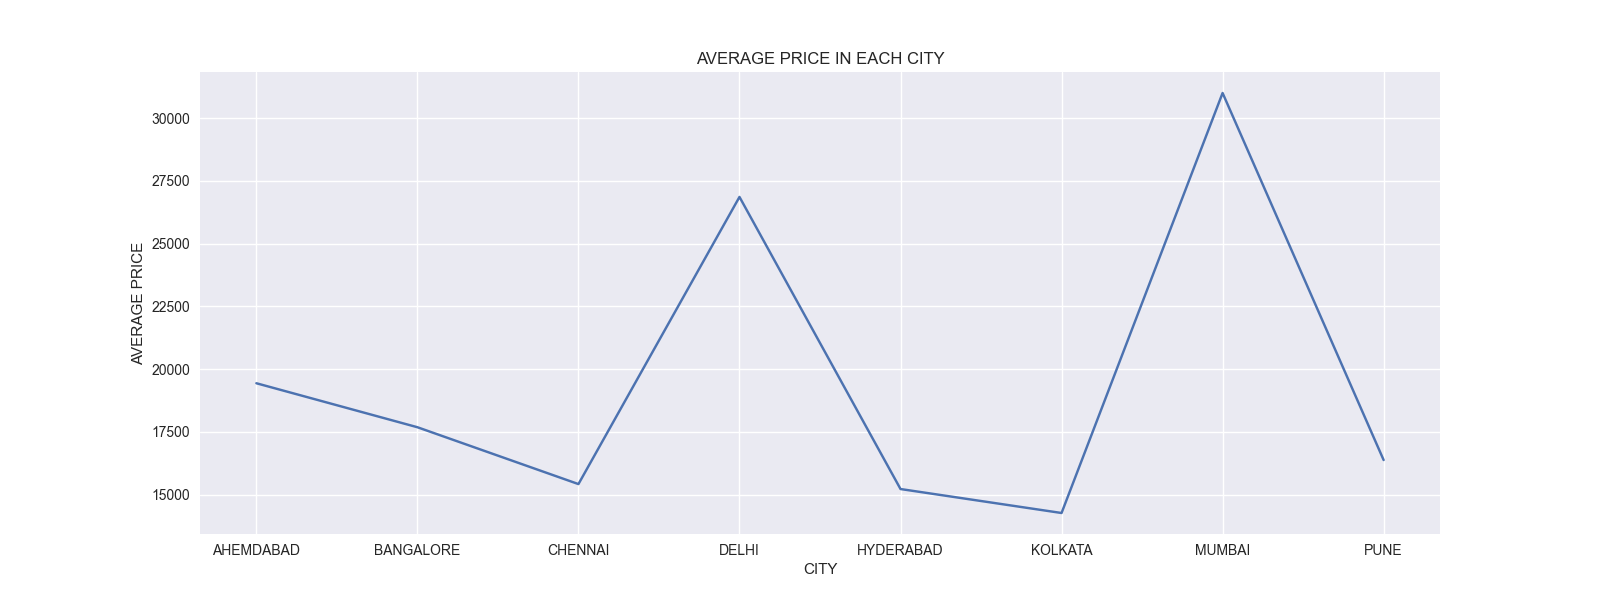 AVERAGE PRICE IN EACH CITY
AVERAGE PRICE
30000
27500
25000
22500
20000
17500
15000
AHEMDABAD BANGALORE CHENNAI DELHI HYDERABAD KOLKATA MUMBAI PUNE
CITY